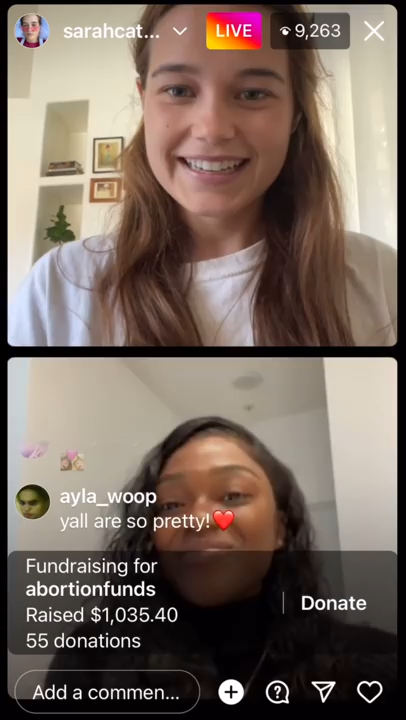 sarahcat...
LIVE
9,263
ayla_woop
yall are so pretty!❤️
Fundraising for
abortionfunds
Raised $1,035.40
55 donations
Donate
Add a commen...